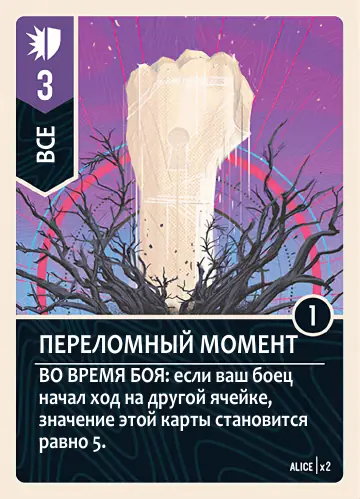 3
ВСЕ
1
ПЕРЕЛОМНЫЙ МОМЕНТ
ВО ВРЕМЯ БОЯ: если ваш боец
начал ход на другой ячейке,
значение этой карты становится
равно 5.
ALICE | x2